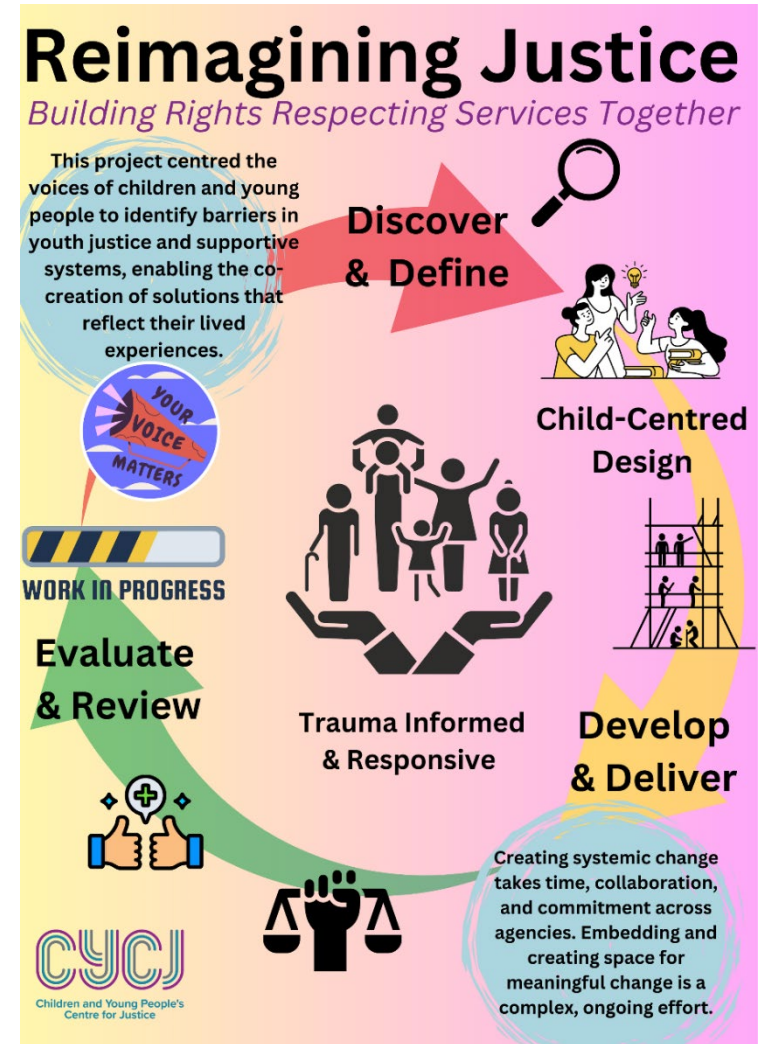 Reimagining Justice
Building Rights Respecting Services Together
This project centred the
voices of children and young
people to identify barriers in
youth justice and supportive
systems, enabling the co-
creation of solutions that
reflect their lived
experiences.
Discover
& Define
YOUR
VOICE
MATTERS
Child-Centred
Design
WORK IN PROGRESS
Evaluate
& Review
Trauma Informed
& Responsive
Develop
& Deliver
Creating systemic change
takes time, collaboration,
and commitment across
agencies. Embedding and
creating space for
meaningful change is a
complex, ongoing effort.
CYCJ
Children and Young People's
Centre for Justice